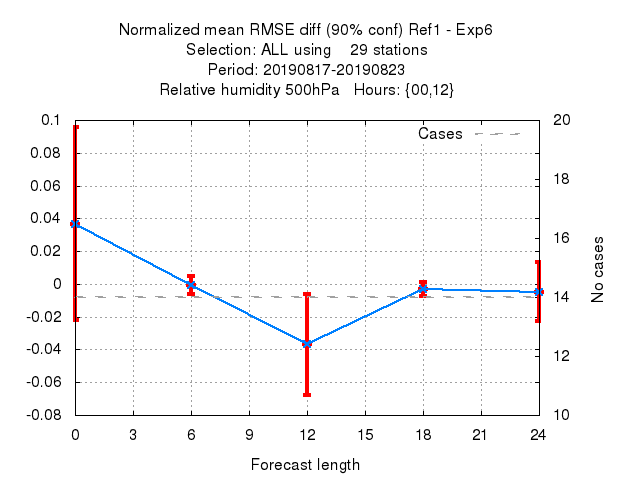 Normalized mean RMSE diff (90% conf) Ref1 - Exp6
Selection: ALL using    29 stations
Period: 20190817-20190823
Relative humidity 500hPa   Hours: {00,12}
Cases
0.1
0.08
0.06
0.04
0.02
0
-0.02
-0.04
-0.06
-0.08
20
18
16
14
12
10
No cases
0 3 6 9 12 15 18 21 24
Forecast length